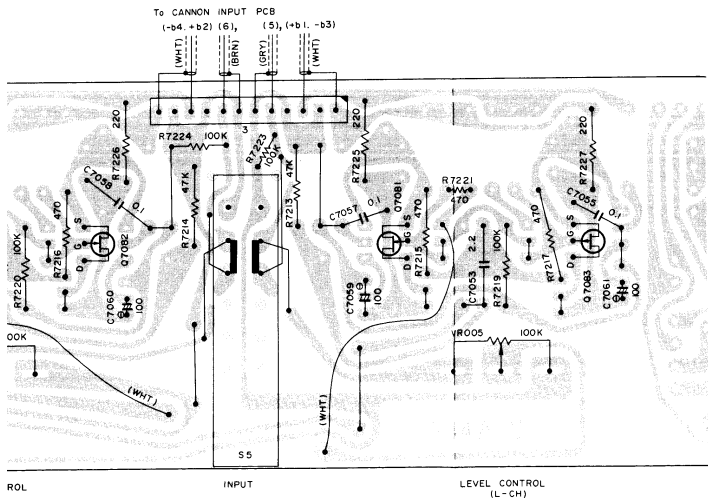 To CANNON INPUT PCB
(-b4. +b2) (6), (5), (+b1. -b3)
(WHT)
(BRN)
(GRY)
(WHT)
3
220
R7226
R7224 100K
R7223
100K
47K
R7213
220
R7225
220
R7227
C7058
0.1
47K
R7214
C7057 0.1
Q7081
R7221
470
C7055
0.1
470
R7216
S
G
D
Q7082
100K
R7220
S
G
D
470
R7215
2.2
C7053
100K
R7219
470
R7217
S
G
D
Q7083
C7060
100
C7059
100
C7061
100
00K
VR005 100K
(WHT)
(WHT)
S5
ROL
INPUT
LEVEL CONTROL
(L-CH)